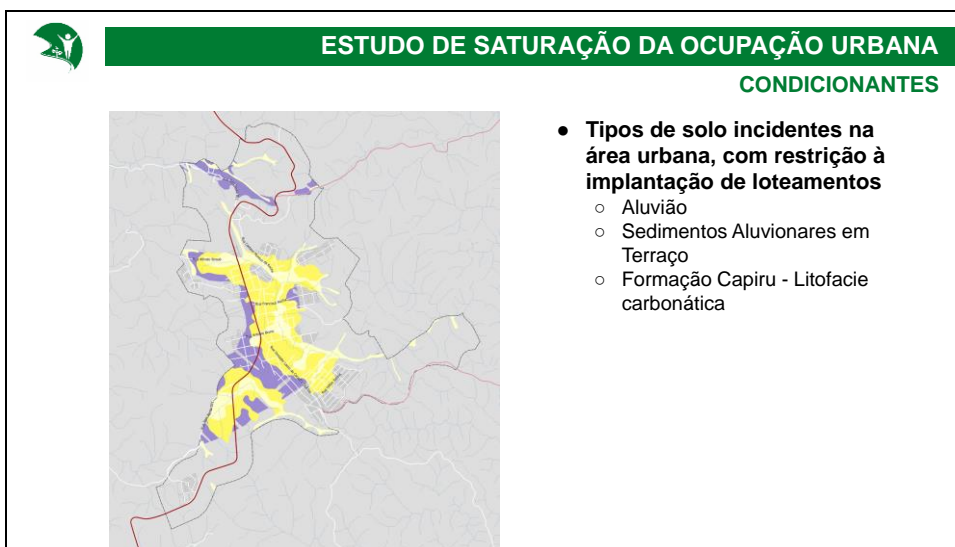 ESTUDO DE SATURAÇÃO DA OCUPAÇÃO URBANA
CONDICIONANTES
● Tipos de solo incidentes na
área urbana, com restrição à
implantação de loteamentos
○ Aluvião
○ Sedimentos Aluvionares em
Terraço
○ Formação Capiru - Litofacie
carbonática